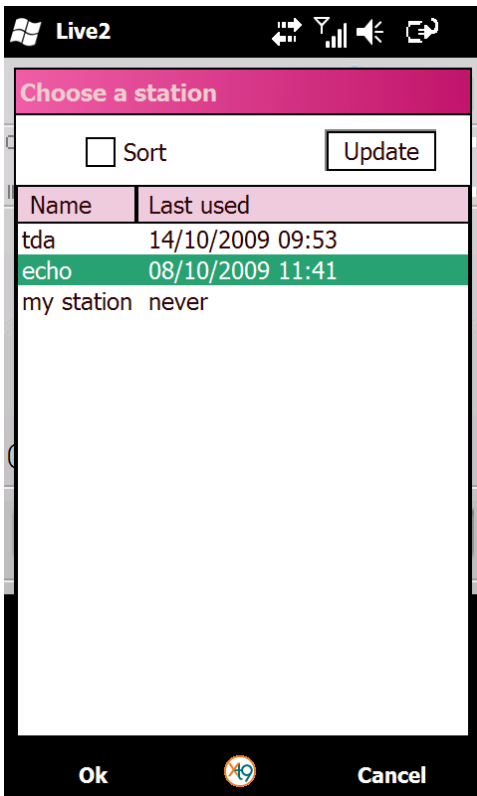 Live2
Choose a station
Sort Update
Name Last used
tda 14/10/2009 09:53
echo 08/10/2009 11:41
my station never
Ok Xt9 Cancel